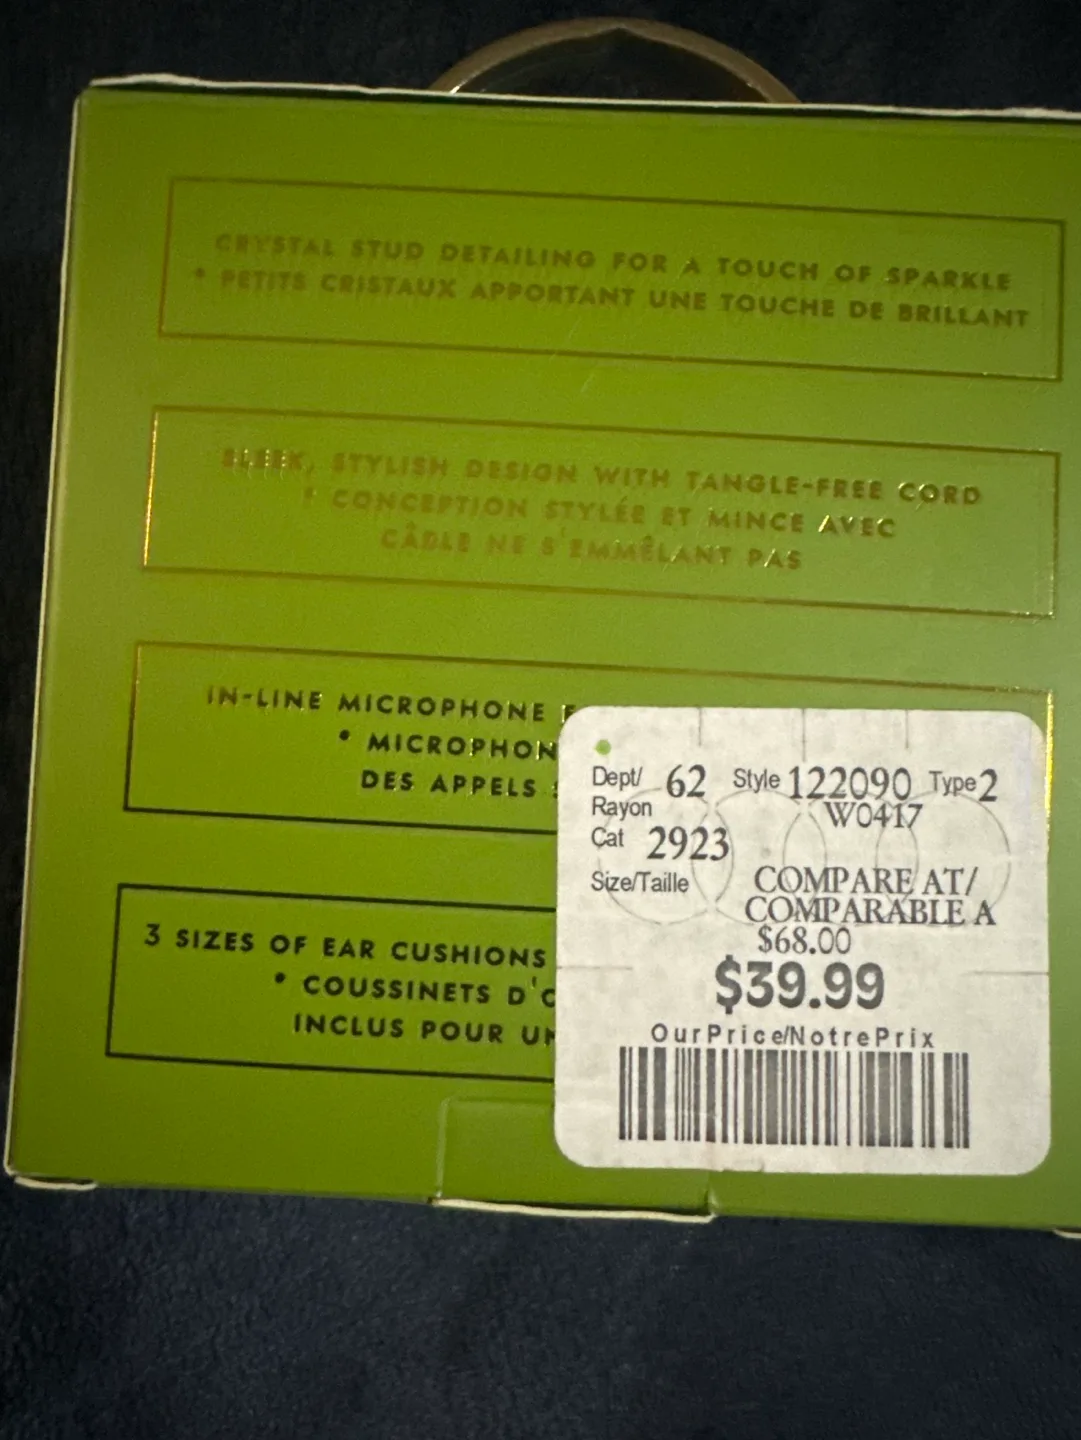 CRYSTAL STUD DETAILING FOR A TOUCH OF SPARKLE
• PETITS CRISTAUX APPORTANT UNE TOUCHE DE BRILLANT
SLEEK, STYLISH DESIGN WITH TANGLE-FREE CORD
• CONCEPTION STYLÉE ET MINCE AVEC
CÂBLE NE S'EMMÊLANT PAS
IN-LINE MICROPHONE
• MICROPHON
DES APPELS
3 SIZES OF EAR CUSHIONS
• COUSSINETS D'
INCLUS POUR UN
Dept/ 62 Style 122090 Type 2
Rayon W0417
Cat 2923
Size/Taille COMPARE AT/
COMPARABLE A
$68.00
$39.99
OurPrice/NotrePrix